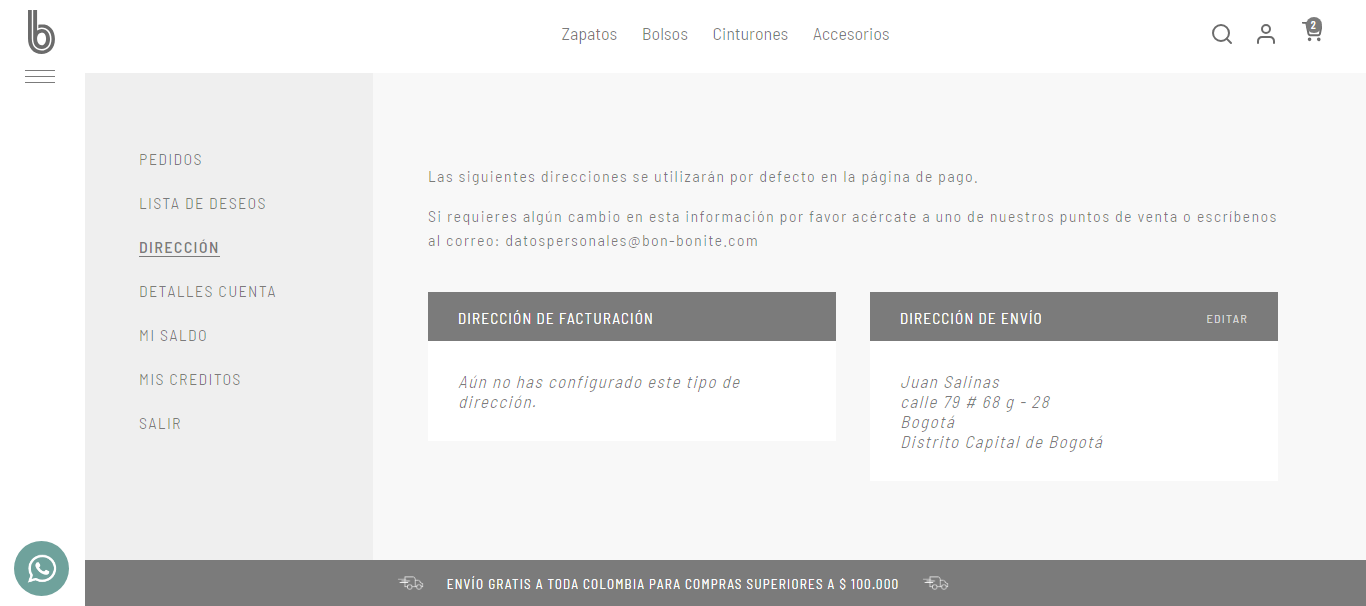 b
Zapatos Bolsos Cinturones Accesorios
2
PEDIDOS
LISTA DE DESEOS
DIRECCIÓN
DETALLES CUENTA
MI SALDO
MIS CREDITOS
SALIR
Las siguientes direcciones se utilizarán por defecto en la página de pago.
Si requieres algún cambio en esta información por favor acércate a uno de nuestros puntos de venta o escríbenos
al correo: datospersonales@bon-bonite.com
DIRECCIÓN DE FACTURACIÓN
Aún no has configurado este tipo de
dirección.
DIRECCIÓN DE ENVÍO EDITAR
Juan Salinas
calle 79 # 68 g - 28
Bogotá
Distrito Capital de Bogotá
ENVÍO GRATIS A TODA COLOMBIA PARA COMPRAS SUPERIORES A $ 100.000